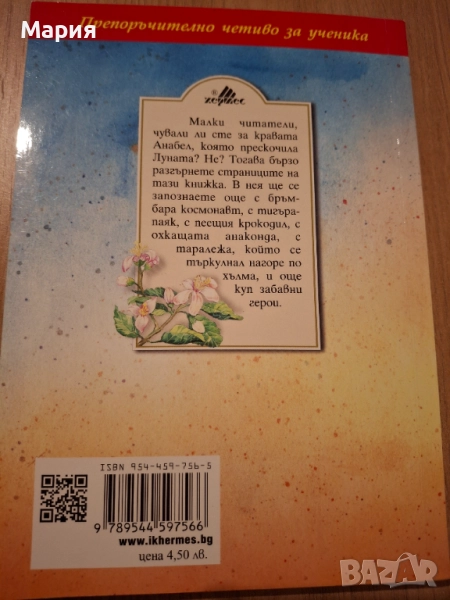 Мария
Препоръчително четиво за ученика
Хермес
Малки читатели,
чували ли сте за кравата
Анабел, която прескочила
Луната? Не? Тогава бързо
разгърнете страниците на
тази книжка. В нея ще се
запознаете още с бръм-
бара космонавт, с тигъра-
паяк, с пеещия крокодил, с
охкащата анаконда, с
таралежа, който се
търкулнал нагоре по
хълма, и още
куп забавни
герои.
ISBN 954-459-756-5
9 789544 597566
www.ikhermes.bg
цена 4,50 лв.
BAZAR